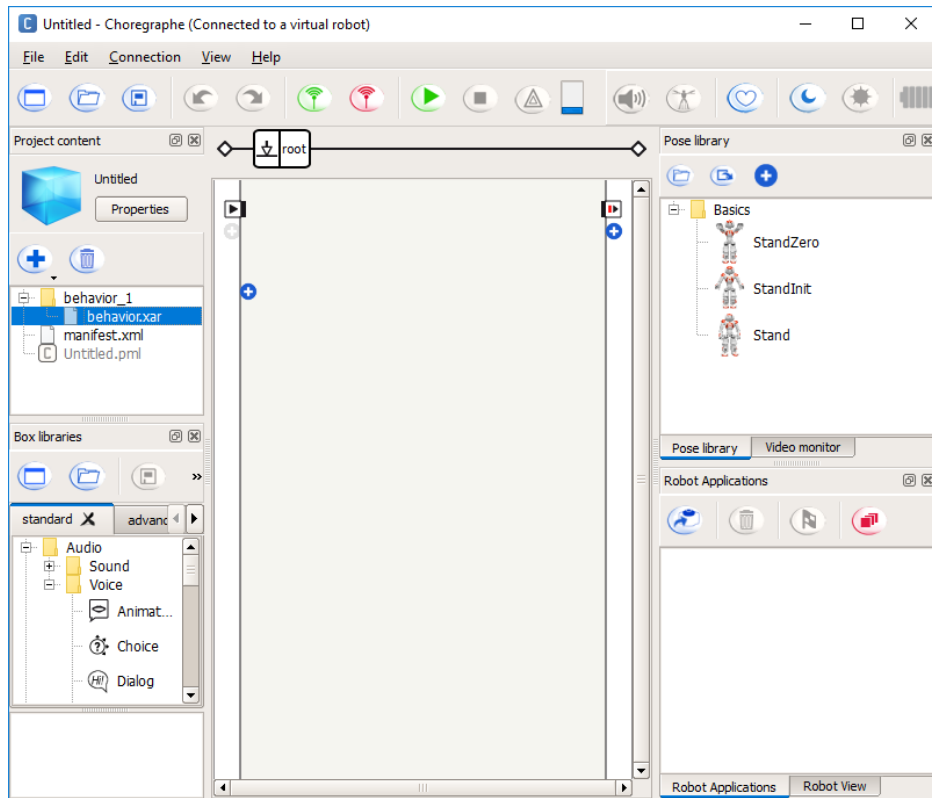 C Untitled - Choregraphe (Connected to a virtual robot)
File Edit Connection View Help
Project content
Untitled
Properties
behavior_1
behavior.xar
manifest.xml
C Untitled.pml
Box libraries
»
standard advanc
Audio
Sound
Voice
Animat...
? Choice
Hi! Dialog
root
Pose library
Basics
StandZero
StandInit
Stand
Pose library Video monitor
Robot Applications
Robot Applications Robot View